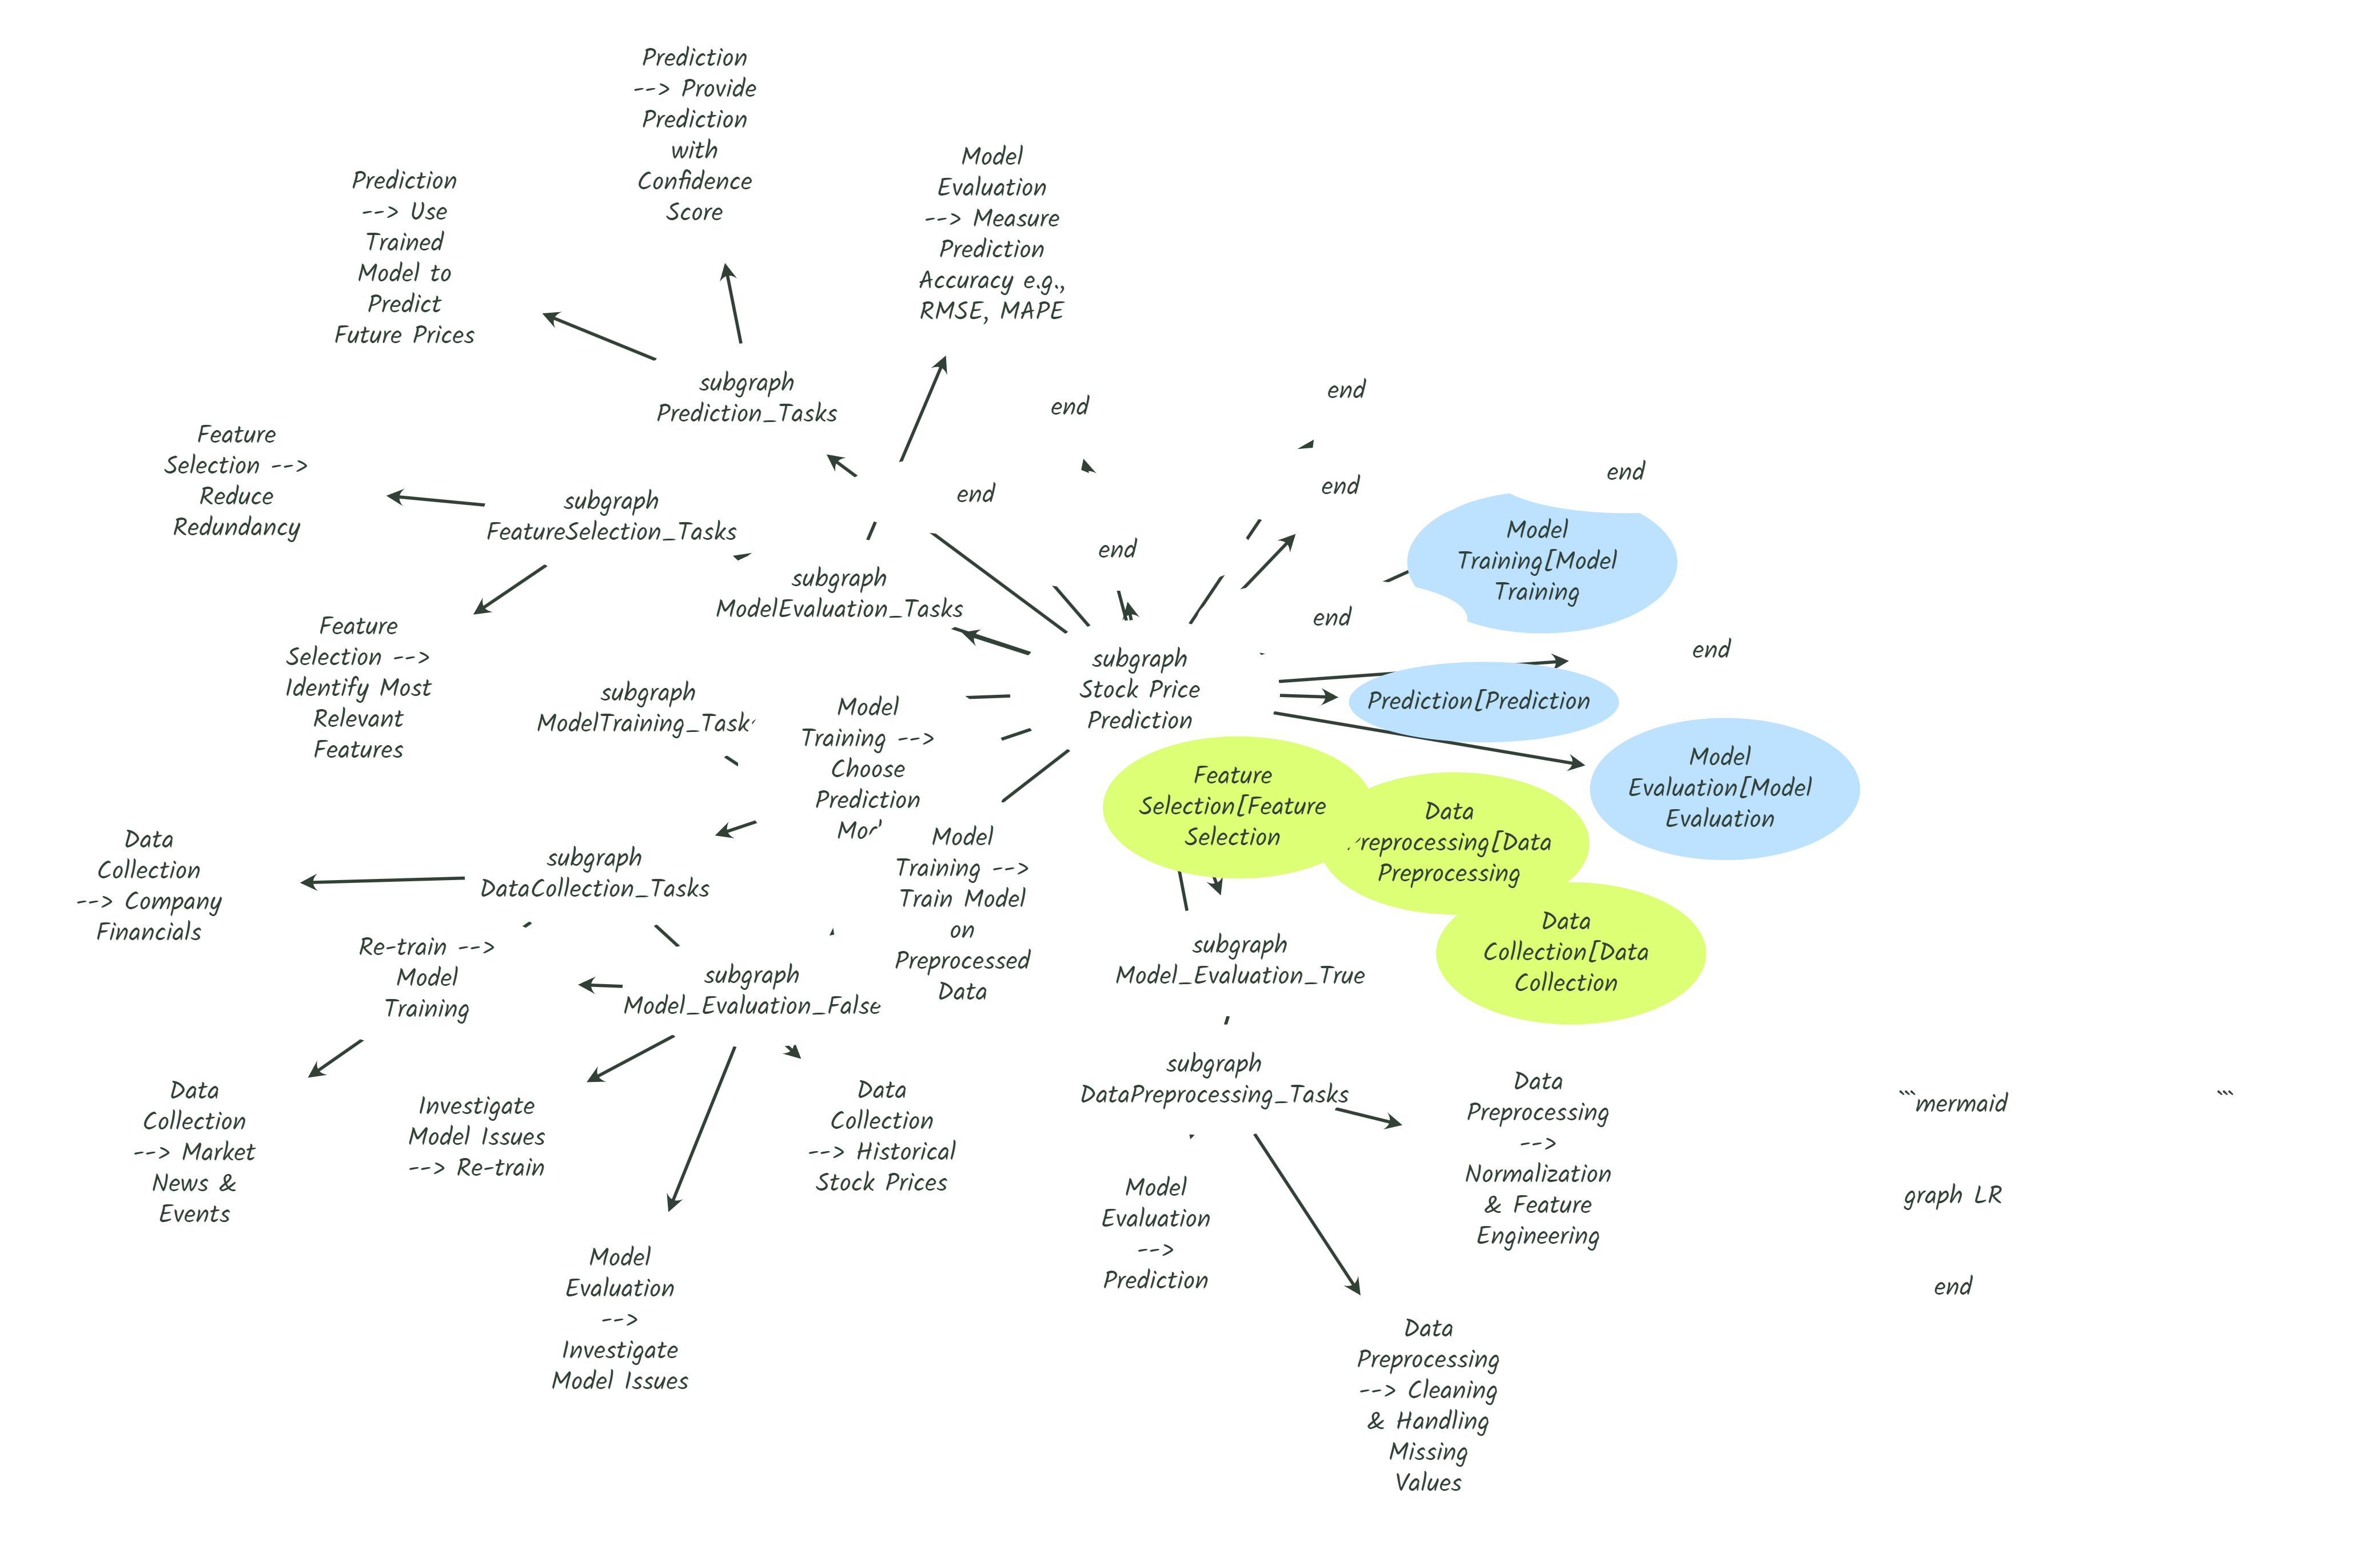 Prediction
--> Provide
Prediction
with
Confidence
Score
Model
Evaluation
--> Measure
Prediction
Accuracy e.g.,
RMSE, MAPE
Prediction
--> Use
Trained
Model to
Predict
Future Prices
subgraph
Prediction_Tasks
end
end
Feature
Selection -->
Reduce
Redundancy
subgraph
FeatureSelection_Tasks
end
end
end
Model
Training[Model
Training
end
subgraph
ModelEvaluation_Tasks
end
Feature
Selection -->
Identify Most
Relevant
Features
subgraph
Stock Price
Prediction
end
Prediction[Prediction
subgraph
Model
Training -->
Choose
Prediction
Model
Evaluation[Model
Evaluation
Feature
Selection[Feature
Selection
Data
Preprocessing
Data
Collection
--> Company
Financials
subgraph
DataCollection_Tasks
Model
Training -->
Train Model
on
Preprocessed
Data
Data
Collection[Data
Collection
Re-train -->
Model
Training
subgraph
Model_Evaluation_False
subgraph
Model_Evaluation_True
Data
Collection
--> Market
News &
Events
Investigate
Model Issues
--> Re-train
Data
Collection
--> Historical
Stock Prices
subgraph
DataPreprocessing_Tasks
Data
Preprocessing
-->
Normalization
& Feature
Engineering
```mermaid
```
graph LR
end
Model
Evaluation
-->
Prediction
Model
Evaluation
-->
Investigate
Model Issues
Data
Preprocessing
--> Cleaning
& Handling
Missing
Values